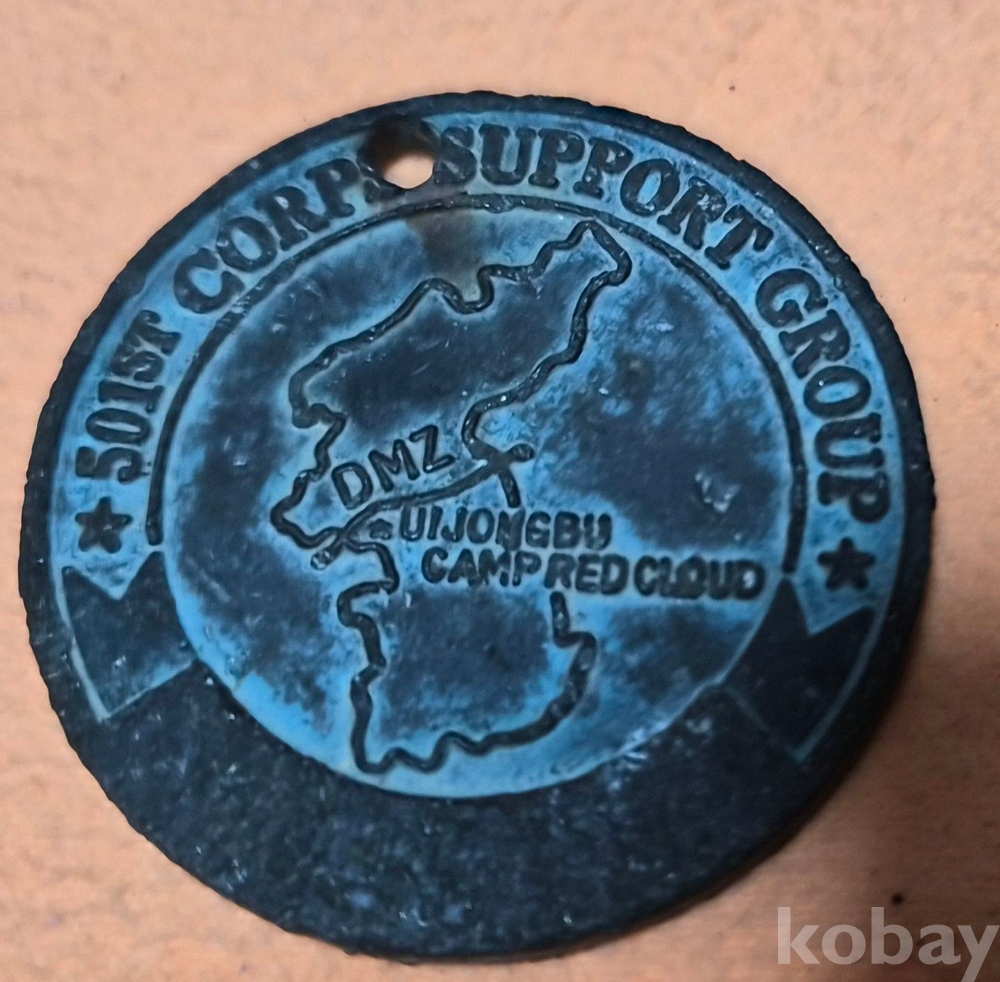 501ST CORPS SUPPORT GROUP
DMZ
UIJONGBU
CAMP RED CLOUD
kobay